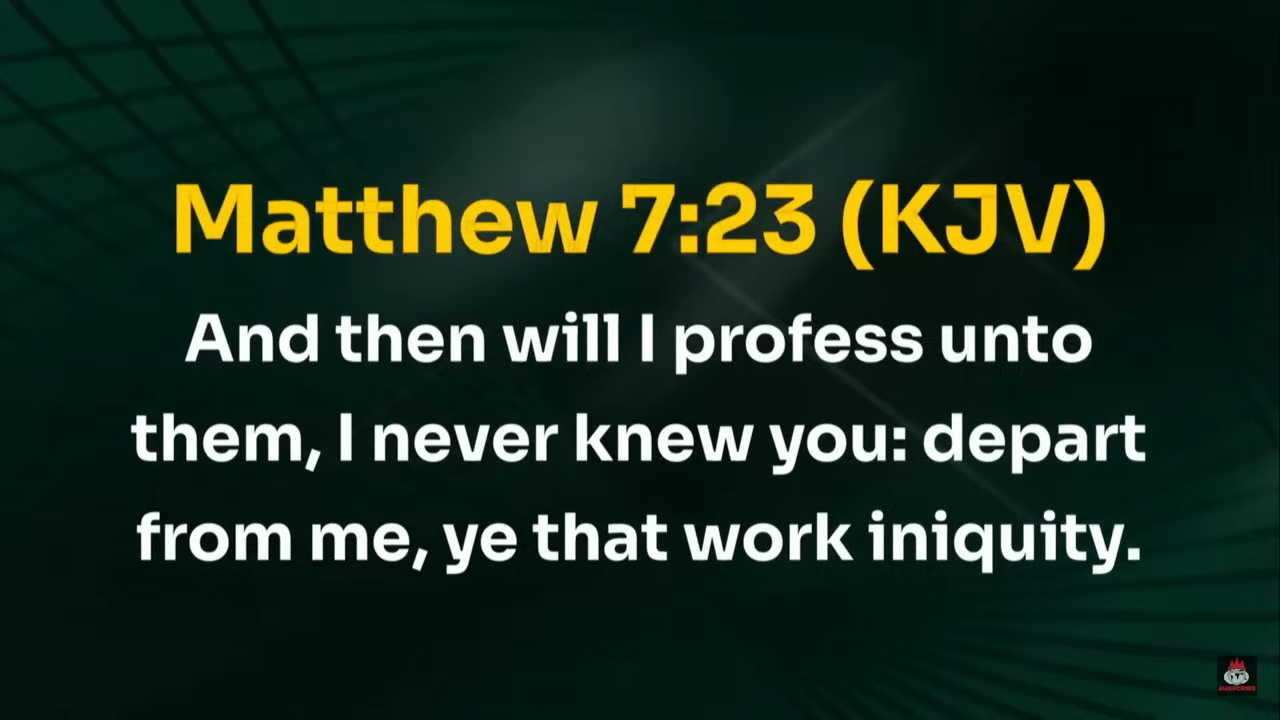 Matthew 7:23 (KJV)
And then will I profess unto
them, I never knew you: depart
from me, ye that work iniquity.